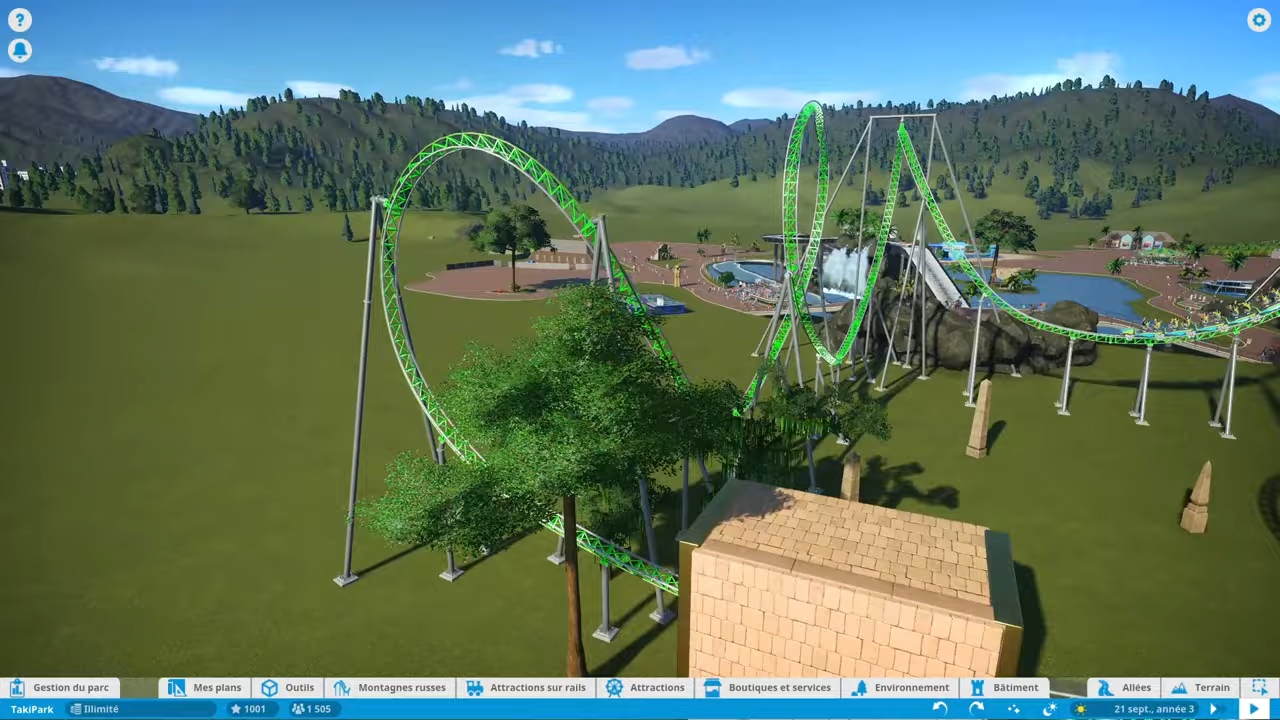 ?
Gestion du parc
Mes plans
Outils
Montagnes russes
Attractions sur rails
Attractions
Boutiques et services
Environnement
Bâtiment
Allées
Terrain
TakiPark
Illimité
1001
1 505
21 sept., année 3